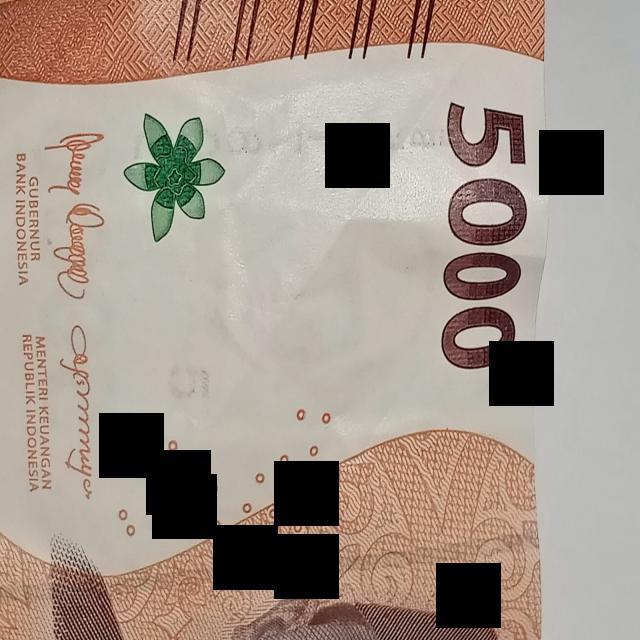 5000
GUBERNUR
BANK INDONESIA
MENTERI KEUANGAN
REPUBLIK INDONESIA